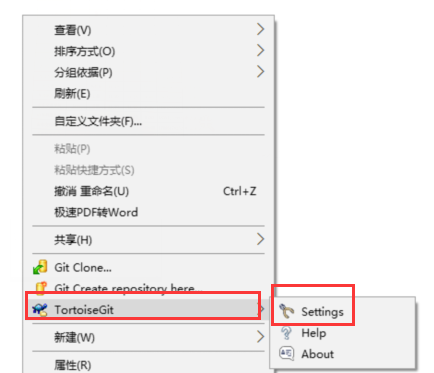 查看(V)
排序方式(O)
分组依据(P)
刷新(E)
自定义文件夹(F)...
粘贴(P)
粘贴快捷方式(S)
撤消 重命名(U) Ctrl+Z
极速PDF转Word
共享(H)
Git Clone...
Git Create repository here...
TortoiseGit
新建(W)
属性(R)
Settings
Help
About